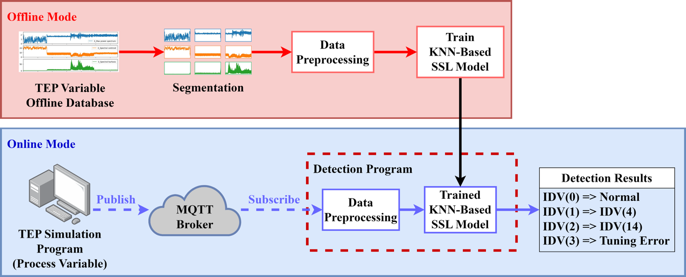 Offline Mode
TEP Variable
Offline Database
Segmentation
Data
Preprocessing
Train
KNN-Based
SSL Model
Online Mode
TEP Simulation
Program
(Process Variable)
Publish
MQTT
Broker
Subscribe
Detection Program
Data
Preprocessing
Trained
KNN-Based
SSL Model
Detection Results
IDV(0) => Normal
IDV(1) => IDV(4)
IDV(2) => IDV(14)
IDV(3) => Tuning Error